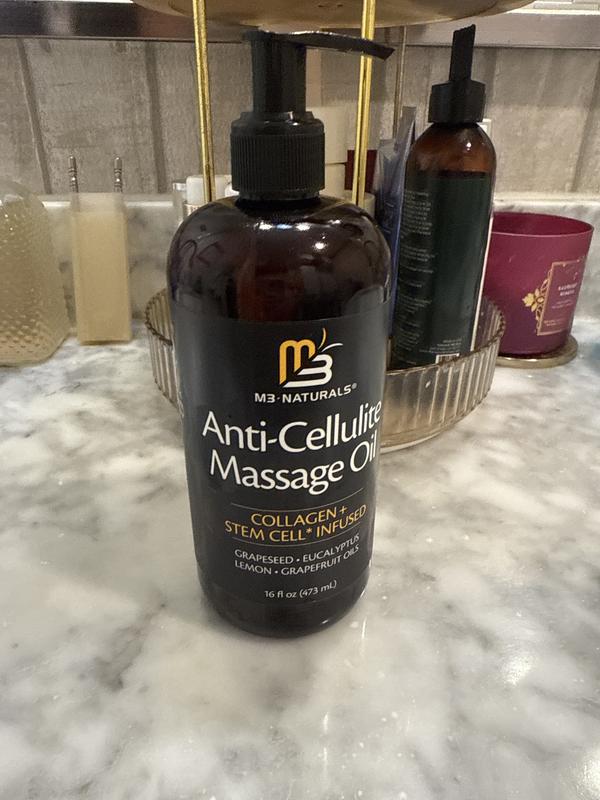 M3
M3·NATURALS®
Anti-Cellulite
Massage Oil
COLLAGEN +
STEM CELL* INFUSED
GRAPESEED • EUCALYPTUS
LEMON • GRAPEFRUIT OILS
16 fl oz (473 mL)